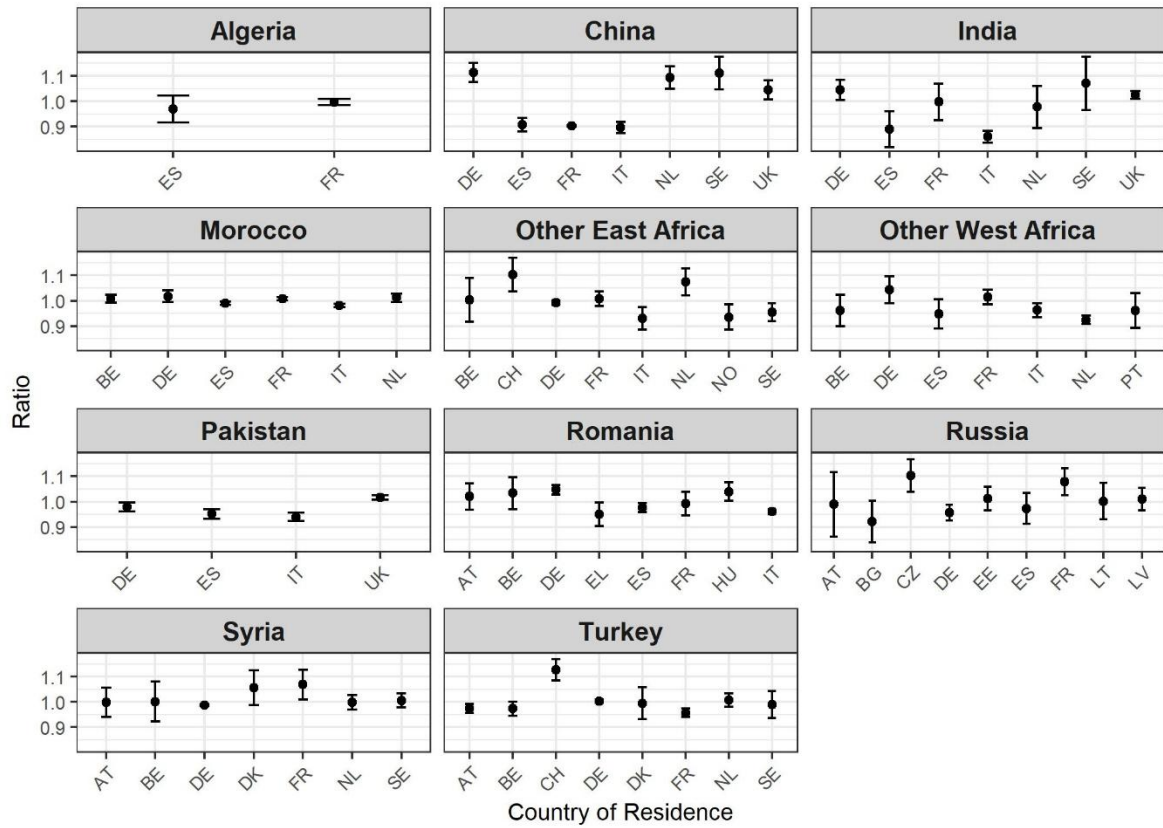 Algeria China India
1.1
1.0
0.9
ES FR DE ES FR IT NL SE UK DE ES FR IT NL SE UK
Morocco Other East Africa Other West Africa
1.1
1.0
0.9
BE DE ES FR IT NL BE CH DE FR IT NL NO SE BE DE ES FR IT NL PT
Ratio
Pakistan Romania Russia
1.1
1.0
0.9
DE ES IT UK AT BE DE EL ES FR HU IT AT BG CZ DE EE ES FR LT LV
Syria Turkey
1.1
1.0
0.9
AT BE DE DK FR NL SE AT BE CH DE DK FR NL SE
Country of Residence